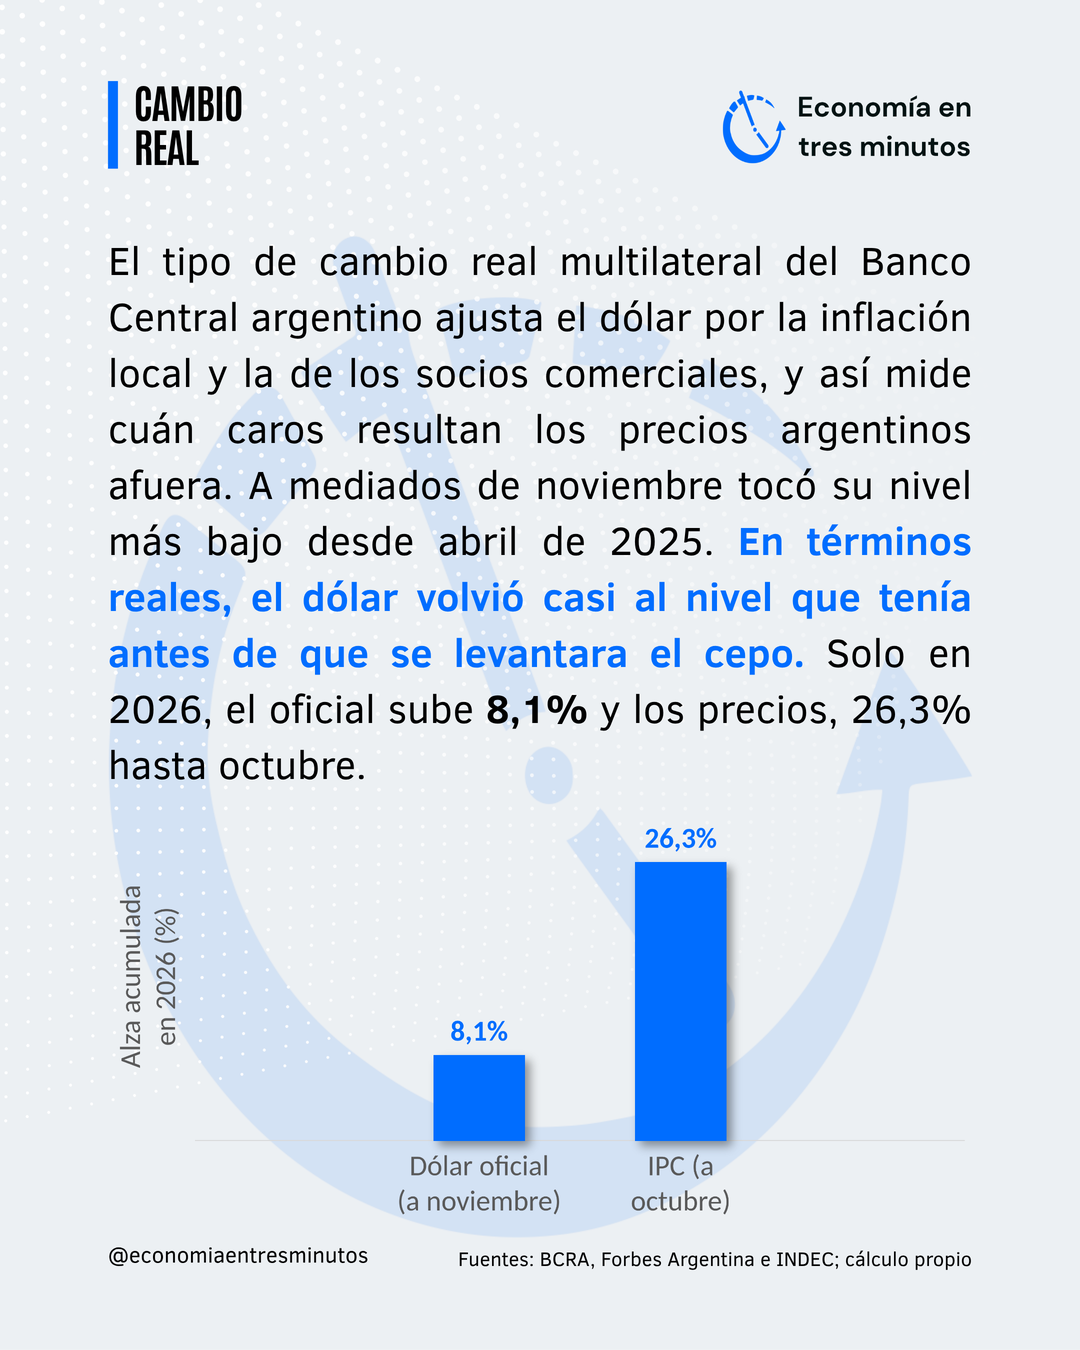 CAMBIO
REAL
Economía en
tres minutos
El tipo de cambio real multilateral del Banco
Central argentino ajusta el dólar por la inflación
local y la de los socios comerciales, y así mide
cuán caros resultan los precios argentinos
afuera. A mediados de noviembre tocó su nivel
más bajo desde abril de 2025. En términos
reales, el dólar volvió casi al nivel que tenía
antes de que se levantara el cepo. Solo en
2026, el oficial sube 8,1% y los precios, 26,3%
hasta octubre.
Alza acumulada
en 2026 (%)
8,1%
26,3%
Dólar oficial
(a noviembre)
IPC (a
octubre)
@economiaentresminutos
Fuentes: BCRA, Forbes Argentina e INDEC; cálculo propio